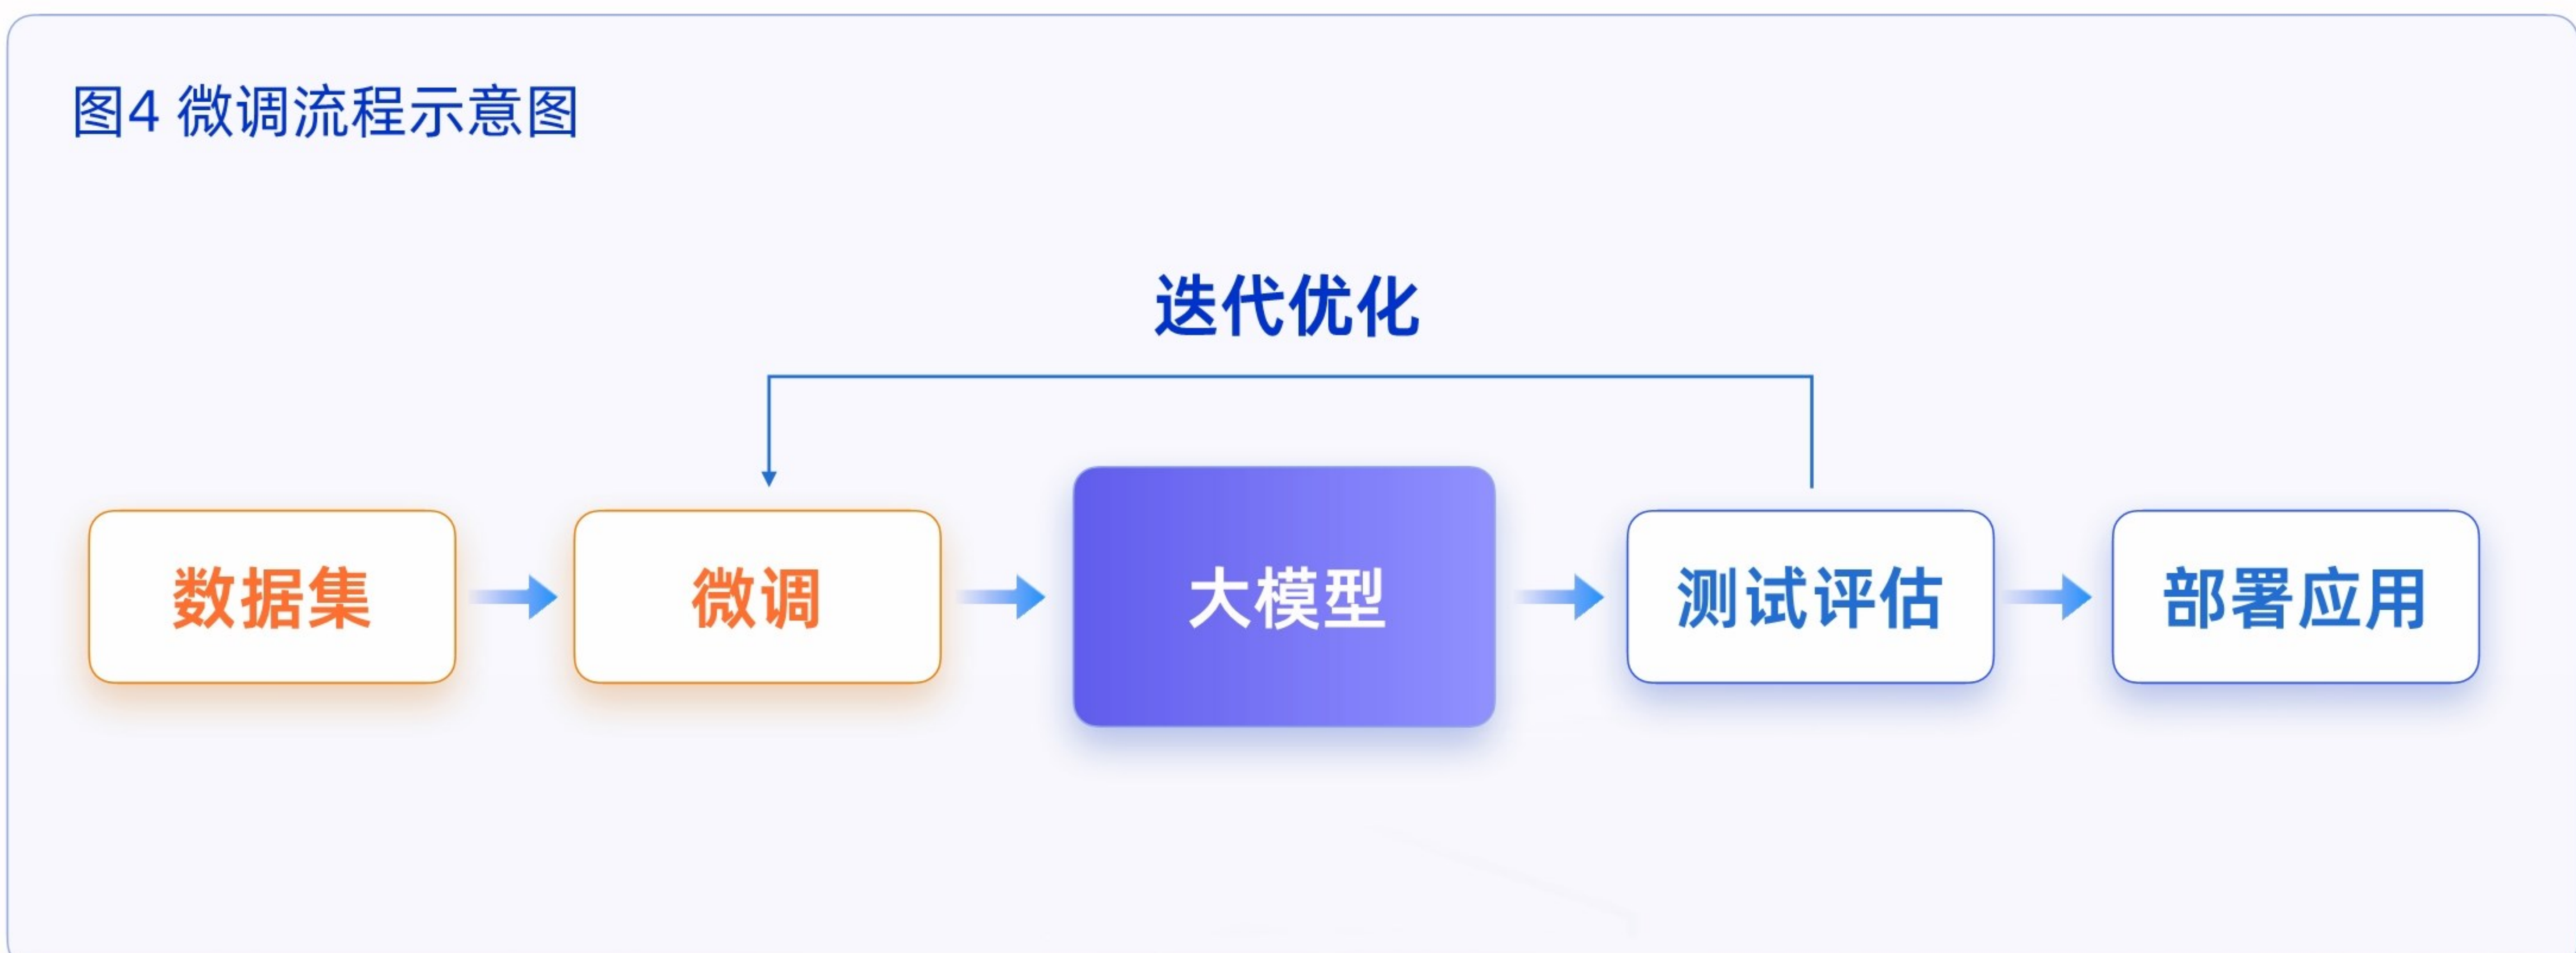 图4 微调流程示意图
迭代优化
数据集
微调
大模型
测试评估
部署应用